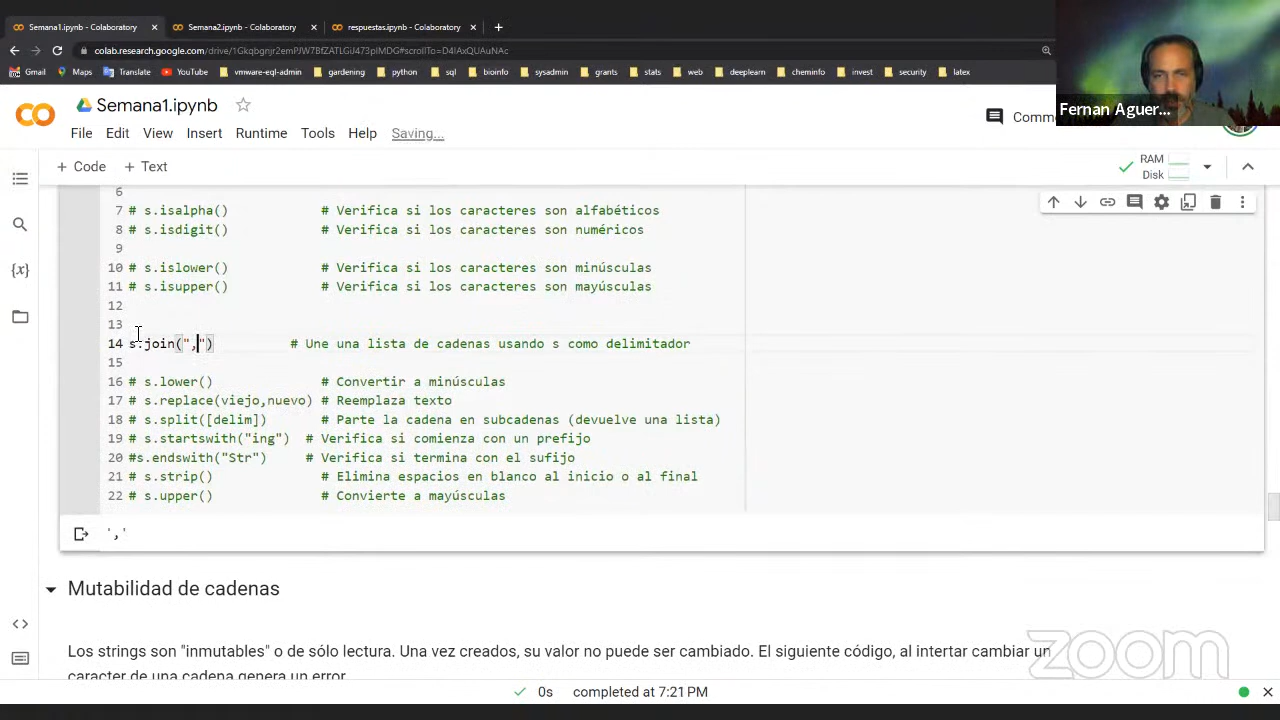 Semana1.ipynb - Colaboratory
Semana2.ipynb - Colaboratory
respuestas.ipynb - Colaboratory
Gmail
Maps
Translate
YouTube
vmware-eql-admin
gardening
python
sql
bioinfo
sysadmin
grants
stats
web
deeplearn
cheminfo
invest
security
latex
Fernan Aguer...
CO
Semana1.ipynb
File Edit View Insert Runtime Tools Help Saving...
Comm
+ Code + Text
RAM
Disk
6
7 # s.isalpha() # Verifica si los caracteres son alfabéticos
8 # s.isdigit() # Verifica si los caracteres son numéricos
9
10 # s.islower() # Verifica si los caracteres son minúsculas
11 # s.isupper() # Verifica si los caracteres son mayúsculas
12
13
14 s.join(",") # Une una lista de cadenas usando s como delimitador
15
16 # s.lower() # Convertir a minúsculas
17 # s.replace(viejo,nuevo) # Reemplaza texto
18 # s.split([delim]) # Parte la cadena en subcadenas (devuelve una lista)
19 # s.startswith("ing") # Verifica si comienza con un prefijo
20 #s.endswith("Str") # Verifica si termina con el sufijo
21 # s.strip() # Elimina espacios en blanco al inicio o al final
22 # s.upper() # Convierte a mayúsculas
','
Mutabilidad de cadenas
Los strings son "inmutables" o de sólo lectura. Una vez creados, su valor no puede ser cambiado. El siguiente código, al intertar cambiar un
caracter de una cadena genera un error.
zoom
0s completed at 7:21 PM